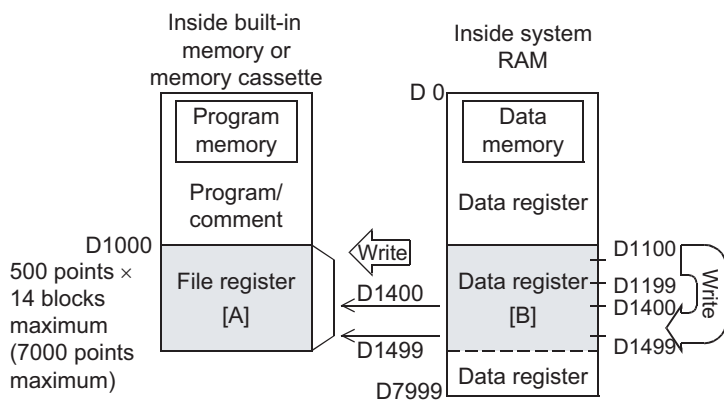 Inside built-in
memory or
memory cassette
Program
memory
Program/
comment
D1000
500 points ×
14 blocks
maximum
(7000 points
maximum)
File register
[A]
Write
D1400
D1499
Inside system
RAM
D 0
Data
memory
Data register
Data register
[B]
D1100
D1199
D1400
D1499
Write
Data register
D7999